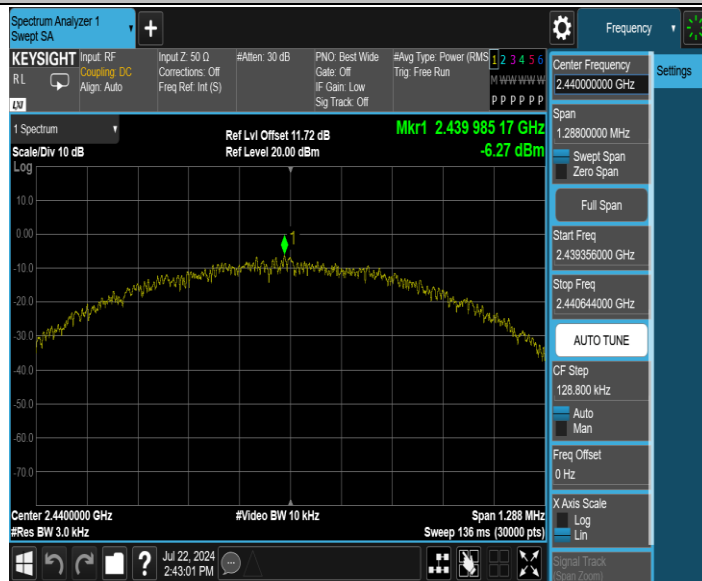 Spectrum Analyzer 1
Swept SA
+
Frequency
KEYSIGHT
RL
LXI
Input: RF
Coupling: DC
Align: Auto
Input Z: 50 Ω
Corrections: Off
Freq Ref: Int (S)
#Atten: 30 dB
PNO: Best Wide
Gate: Off
IF Gain: Low
Sig Track: Off
#Avg Type: Power (RMS
Trig: Free Run
1 2 3 4 5 6
M W W W W W
P P P P P P
1 Spectrum
Scale/Div 10 dB
Ref Lvl Offset 11.72 dB
Ref Level 20.00 dBm
Mkr1 2.439 985 17 GHz
-6.27 dBm
Log
10.0
0.00
-10.0
-20.0
-30.0
-40.0
-50.0
-60.0
-70.0
1
Center 2.4400000 GHz
#Res BW 3.0 kHz
#Video BW 10 kHz
Span 1.288 MHz
Sweep 136 ms (30000 pts)
Jul 22, 2024
2:43:01 PM
?
Center Frequency
2.440000000 GHz
Settings
Span
1.28800000 MHz
Swept Span
Zero Span
Full Span
Start Freq
2.439356000 GHz
Stop Freq
2.440644000 GHz
AUTO TUNE
CF Step
128.800 kHz
Auto
Man
Freq Offset
0 Hz
X Axis Scale
Log
Lin
Signal Track
(Span Zoom)